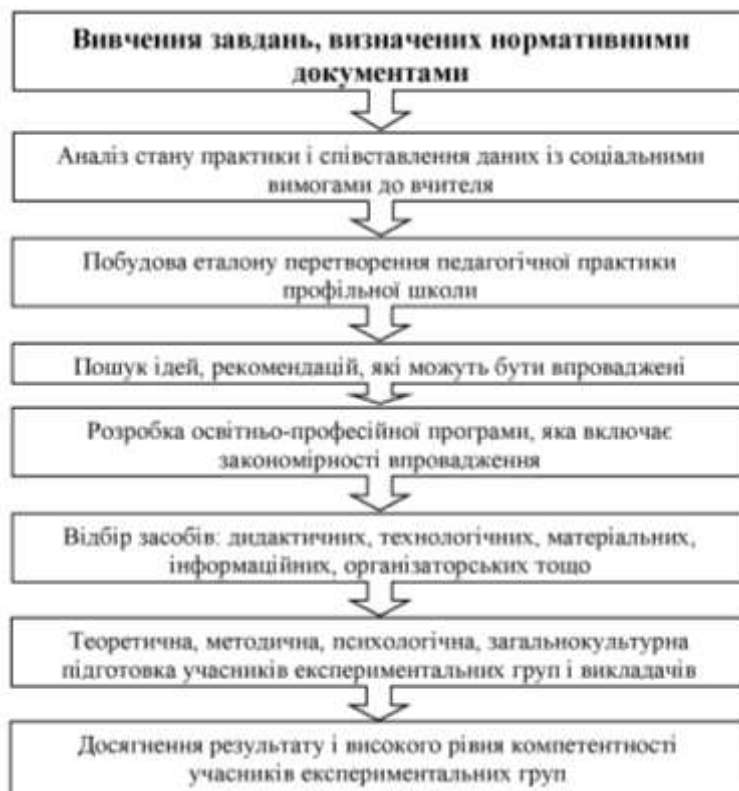 Вивчення завдань, визначених нормативними
документами
Аналіз стану практики і співставлення даних із соціальними
вимогами до вчителя
Побудова еталону перетворення педагогічної практики
профільної школи
Пошук ідей, рекомендацій, які можуть бути впроваджені
Розробка освітньо-професійної програми, яка включає
закономірності впровадження
Відбір засобів: дидактичних, технологічних, матеріальних,
інформаційних, організаторських тощо
Теоретична, методична, психологічна, загальнокультурна
підготовка учасників експериментальних груп і викладачів
Досягнення результату і високого рівня компетентності
учасників експериментальних груп